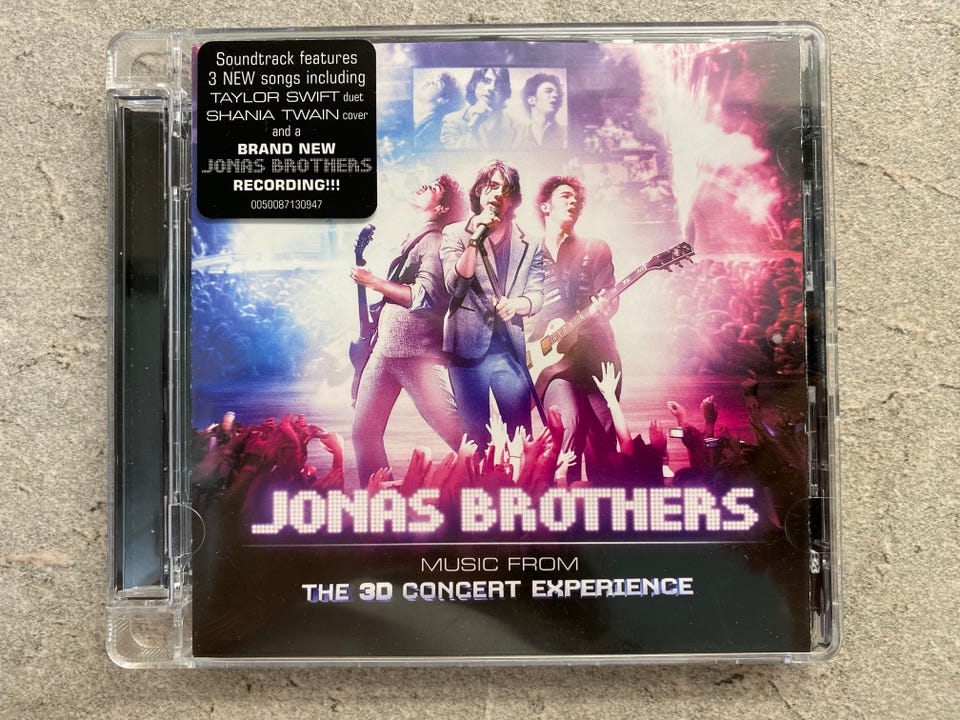 Soundtrack features
3 NEW songs including
TAYLOR SWIFT duet
SHANIA TWAIN cover
and a
BRAND NEW
JONAS BROTHERS
RECORDING!!!
0050087130947
JONAS BROTHERS
MUSIC FROM
THE 3D CONCERT EXPERIENCE